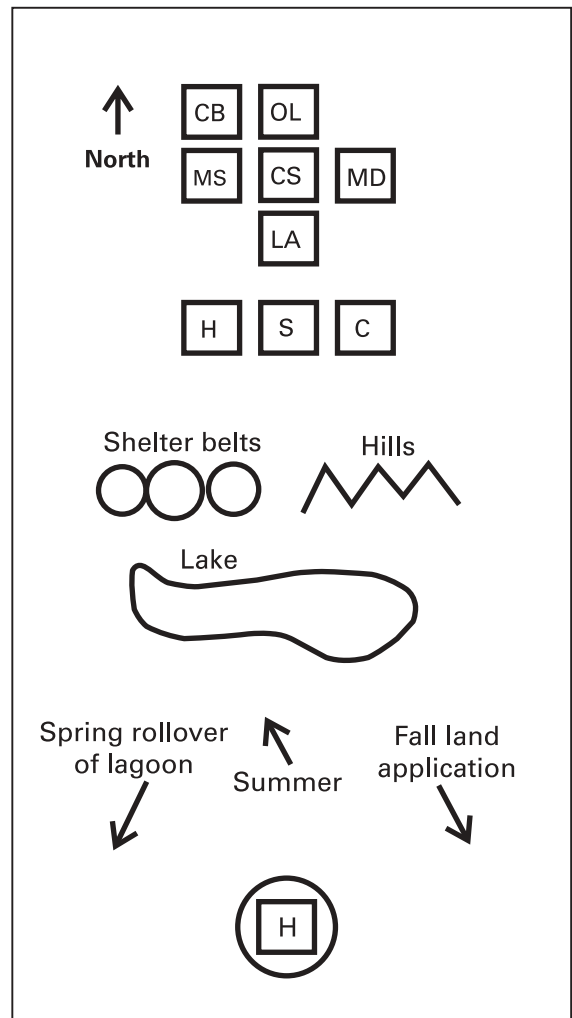 CB OL
North
MS CS MD
LA
H S C
Shelter belts
Hills
Lake
Spring rollover
of lagoon
Summer
Fall land
application
H